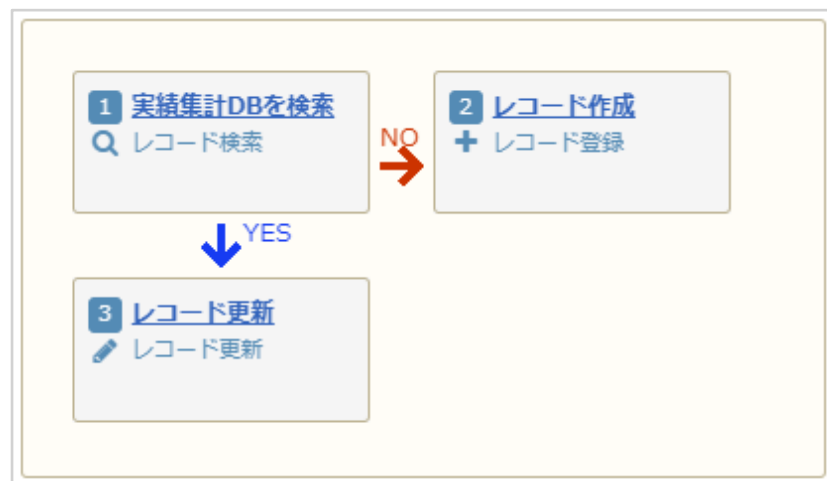 1 実績集計DBを検索
レコード検索
NO
2 レコード作成
レコード登録
YES
3 レコード更新
レコード更新